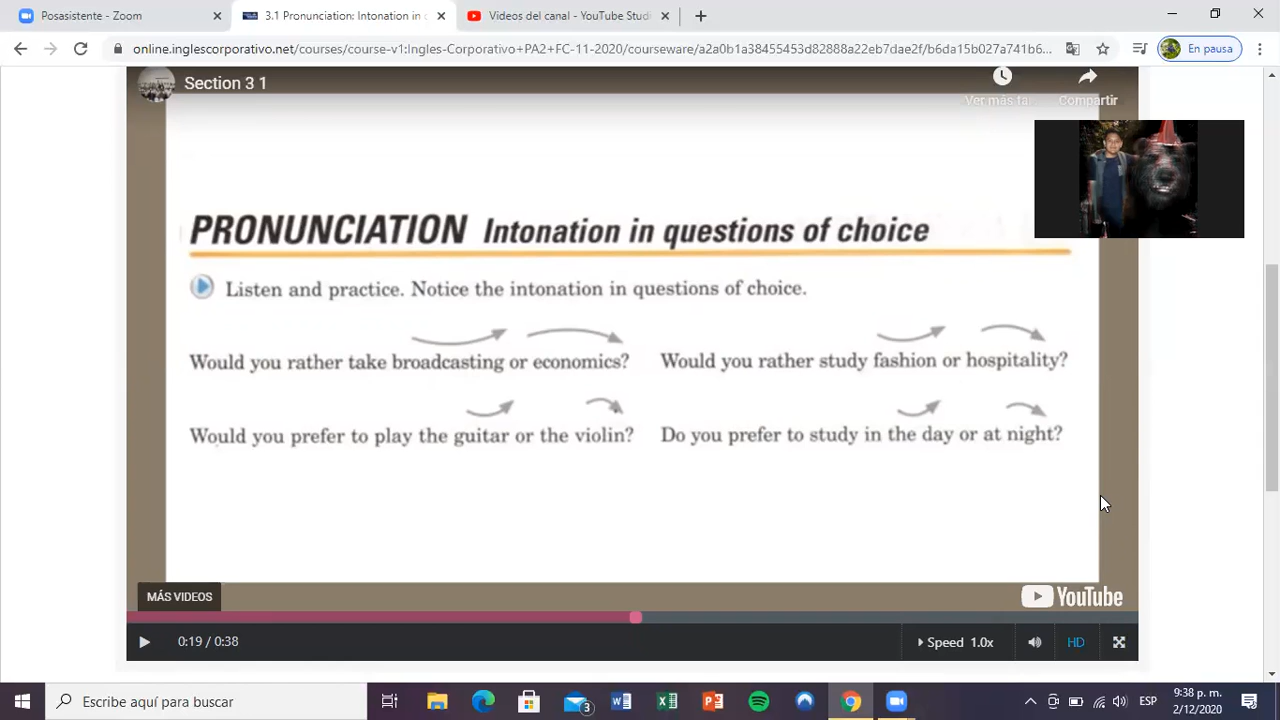 Posasistente - Zoom
3.1 Pronunciation: Intonation in c
Videos del canal - YouTube Stud
online.inglescorporativo.net/courses/course-v1:Ingles-Corporativo+PA2+FC-11-2020/courseware/a2a0b1a38455453d82888a22eb7dae2f/b6da15b027a741b6...
En pausa
Section 3 1
Ver más ta
Compartir
PRONUNCIATION Intonation in questions of choice
Listen and practice. Notice the intonation in questions of choice.
Would you rather take broadcasting or economics?
Would you rather study fashion or hospitality?
Would you prefer to play the guitar or the violin?
Do you prefer to study in the day or at night?
MÁS VIDEOS
YouTube
0:19 / 0:38
Speed 1.0x
HD
Escribe aquí para buscar
3
ESP
9:38 p. m.
2/12/2020